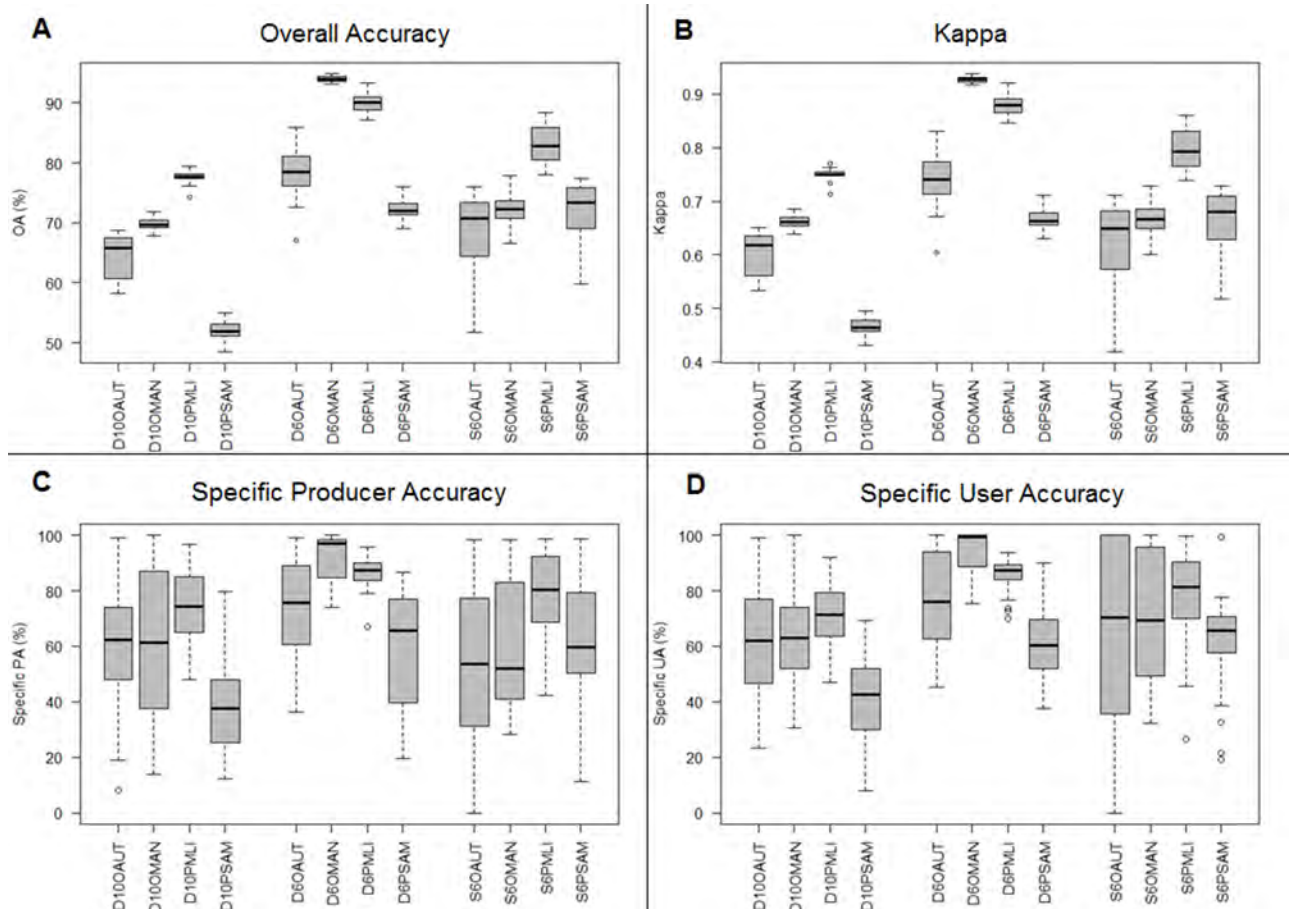 A
Overall Accuracy
OA (%)
90
80
70
60
50
D10OAUT
D10OMAN
D10PMLI
D10PSAM
D6OAUT
D6OMAN
D6PMLI
D6PSAM
S6OAUT
S6OMAN
S6PMLI
S6PSAM
B
Kappa
Kappa
0.9
0.8
0.7
0.6
0.5
0.4
D10OAUT
D10OMAN
D10PMLI
D10PSAM
D6OAUT
D6OMAN
D6PMLI
D6PSAM
S6OAUT
S6OMAN
S6PMLI
S6PSAM
C
Specific Producer Accuracy
Specific PA (%)
100
80
60
40
20
0
D10OAUT
D10OMAN
D10PMLI
D10PSAM
D6OAUT
D6OMAN
D6PMLI
D6PSAM
S6OAUT
S6OMAN
S6PMLI
S6PSAM
D
Specific User Accuracy
Specific UA (%)
100
80
60
40
20
0
D10OAUT
D10OMAN
D10PMLI
D10PSAM
D6OAUT
D6OMAN
D6PMLI
D6PSAM
S6OAUT
S6OMAN
S6PMLI
S6PSAM